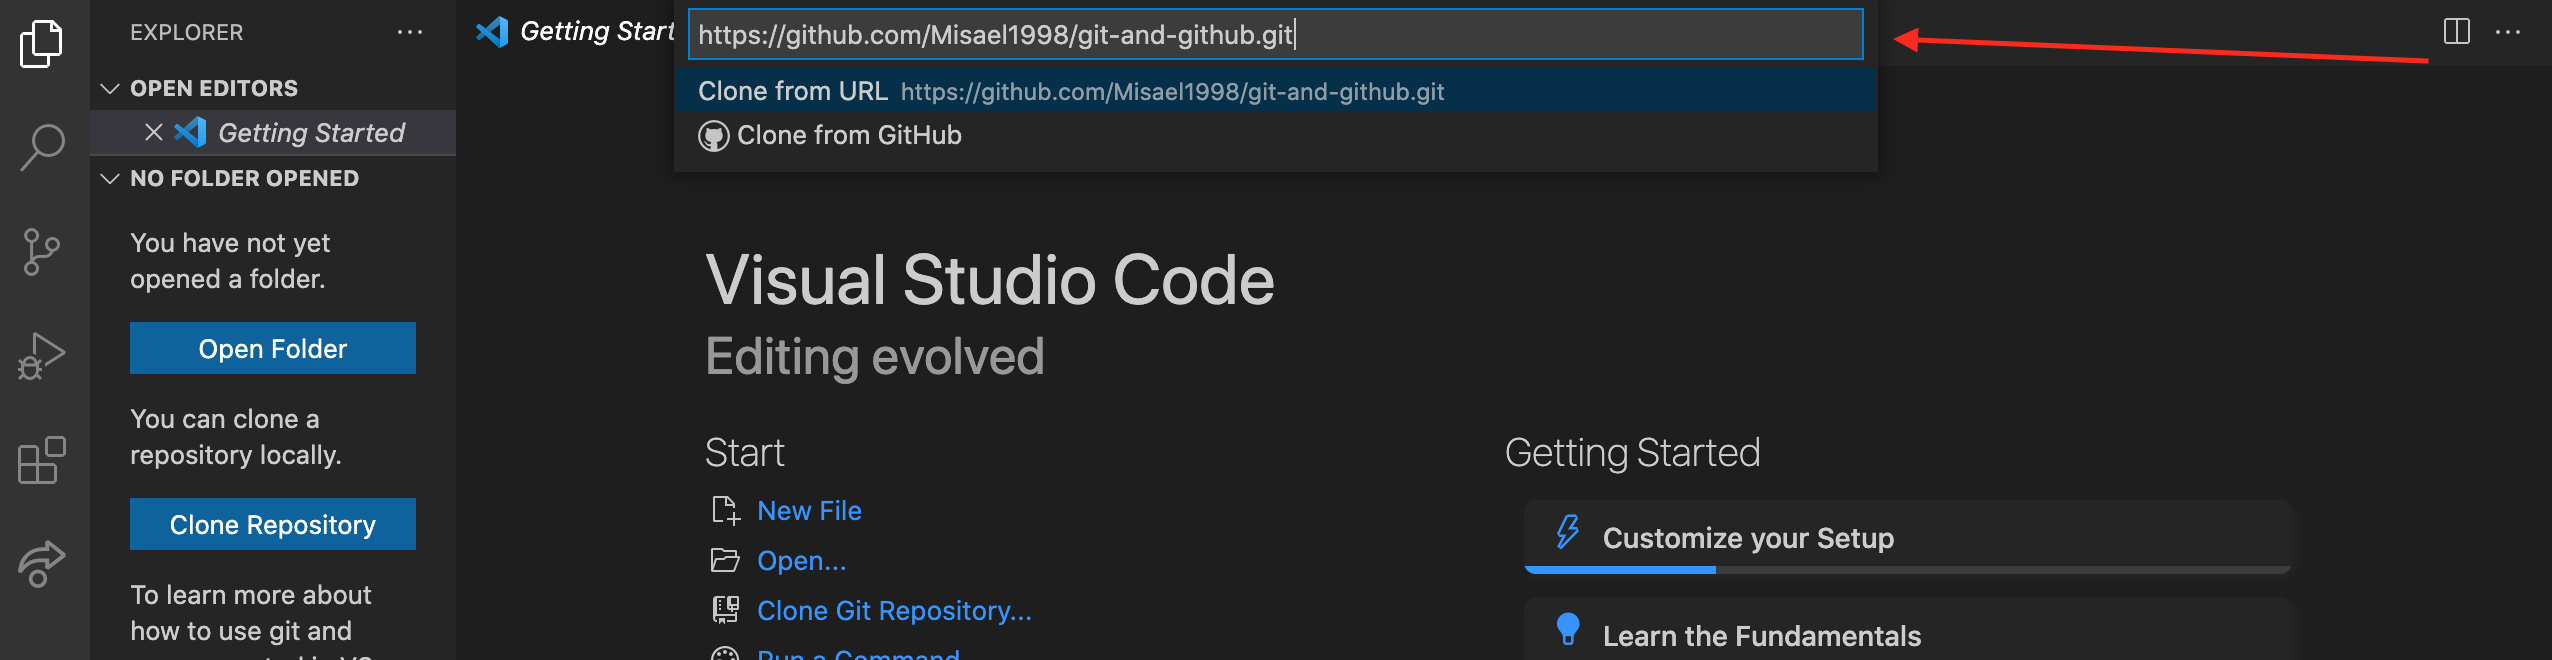 EXPLORER
OPEN EDITORS
Getting Started
NO FOLDER OPENED
You have not yet
opened a folder.
Open Folder
You can clone a
repository locally.
Clone Repository
To learn more about
how to use git and
Getting Start
https://github.com/Misael1998/git-and-github.git
Clone from URL https://github.com/Misael1998/git-and-github.git
Clone from GitHub
Visual Studio Code
Editing evolved
Start
New File
Open...
Clone Git Repository...
Run a Command
Getting Started
Customize your Setup
Learn the Fundamentals